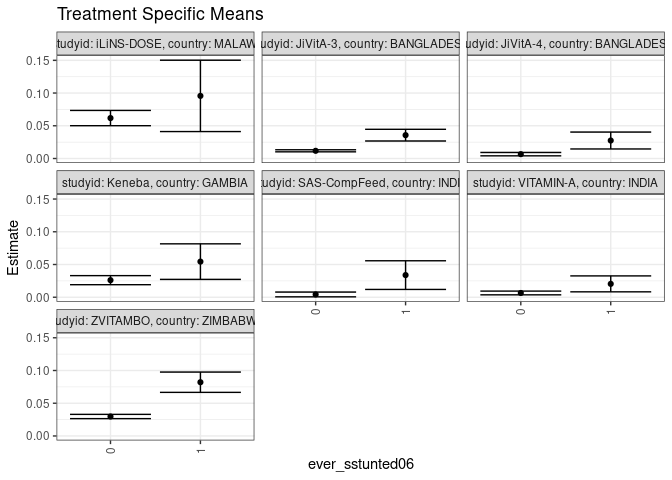 Treatment Specific Means
tudyid: iLiNS-DOSE, country: MALAW
udyid: JiVitA-3, country: BANGLADES
udyid: JiVitA-4, country: BANGLADES
0.15
0.10
0.05
0.00
studyid: Keneba, country: GAMBIA
tudyid: SAS-CompFeed, country: INDI
studyid: VITAMIN-A, country: INDIA
0.15
0.10
0.05
0.00
Estimate
0
1
0
1
udyid: ZVITAMBO, country: ZIMBABW
0.15
0.10
0.05
0.00
0
1
ever_sstunted06